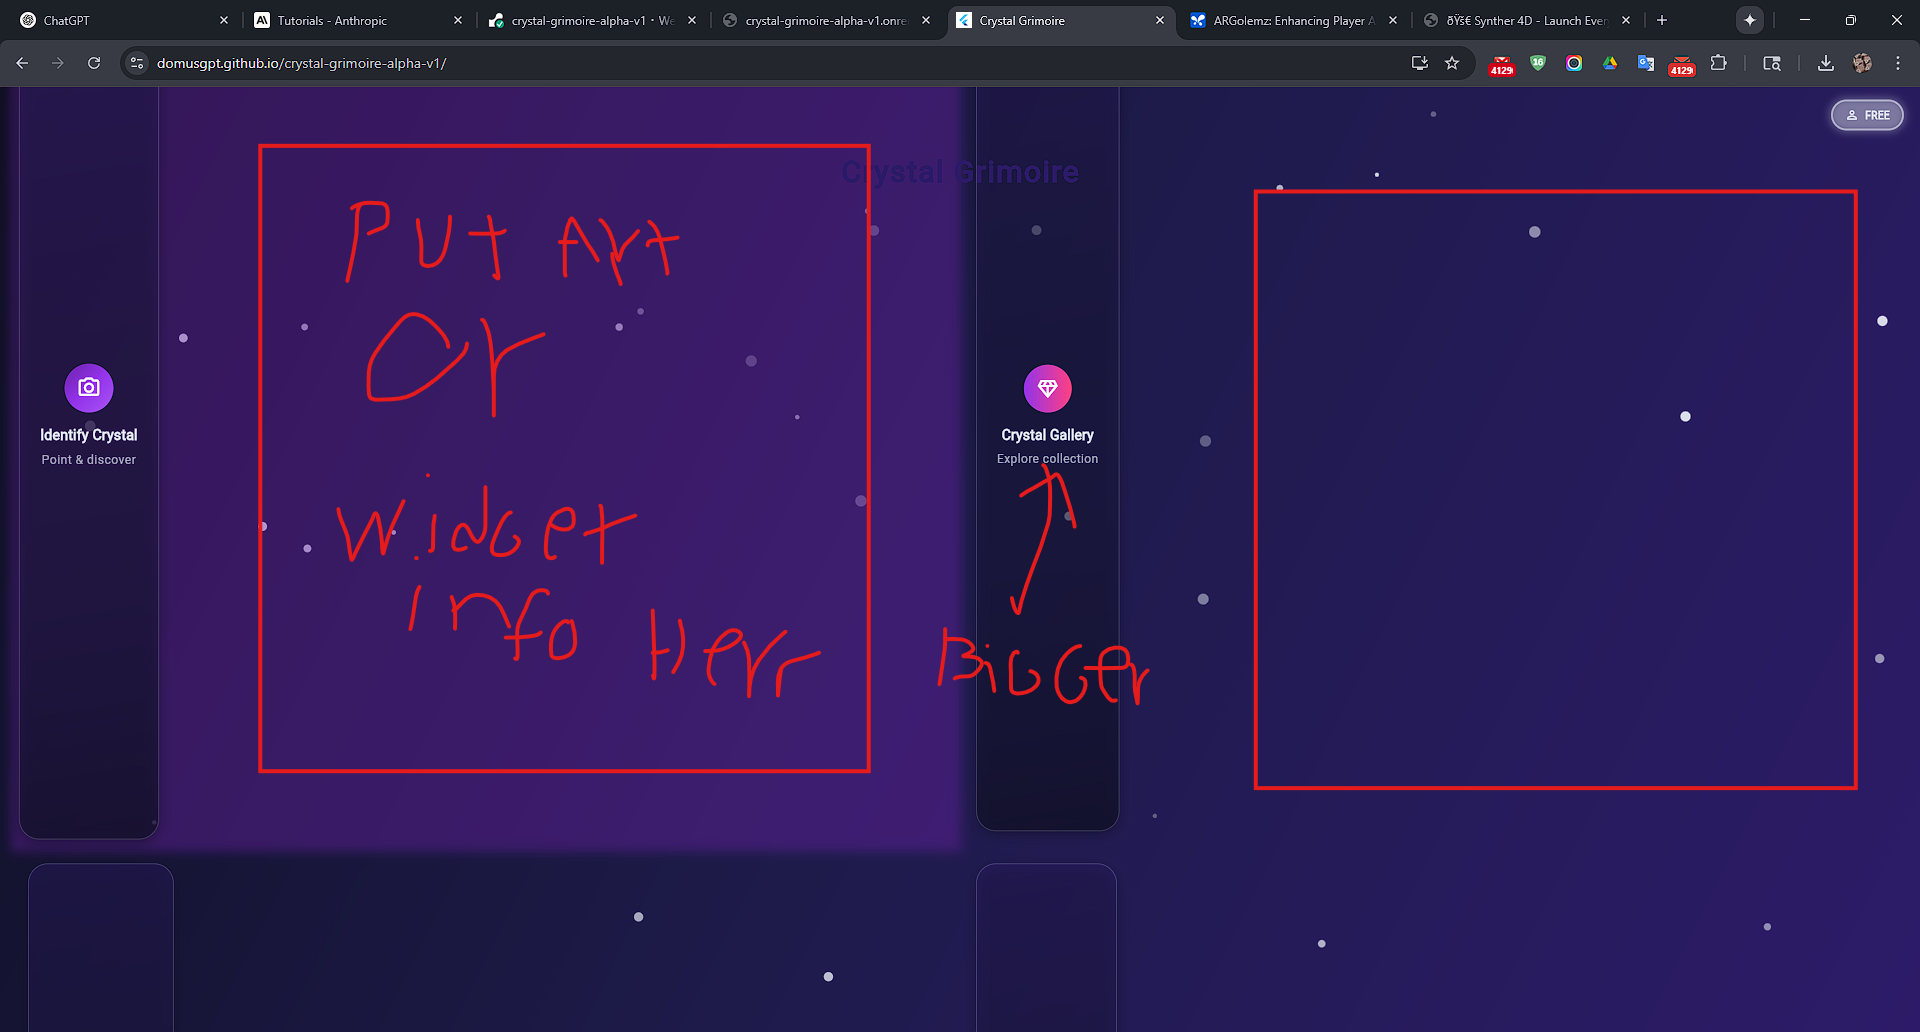 ChatGPT
Tutorials - Anthropic
crystal-grimoire-alpha-v1 · We
crystal-grimoire-alpha-v1.onre
Crystal Grimoire
ARGolemz: Enhancing Player A
ðŸš€ Synther 4D - Launch Even
domusgpt.github.io/crystal-grimoire-alpha-v1/
4129
16
4129
FREE
Crystal Grimoire
PUt Art
Or
Widget
info Herr
Identify Crystal
Point & discover
Crystal Gallery
Explore collection
BiGGer